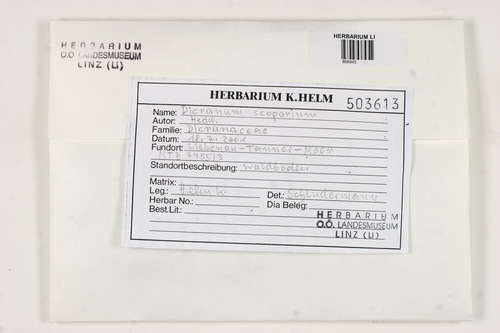 HERBARIUM
O.Ö. LANDESMUSEUM
LINZ (LI)
HERBARIUM LI
HERBARIUM K.HELM 503613
Name: Dicranum scoparium
Autor: Hedw.
Familie: Dicranaceae
Datum: 18.7.2001
Fundort: Liebenau-Tanner-Moor
MTB
Standortbeschreibung: Waldboden
Matrix:
Leg.: Helm K. Det.: Schlüdermann
Herbar No.: Dia Beleg:
Best.Lit.:
HERBARIUM
O.Ö. LANDESMUSEUM
LINZ (LI)